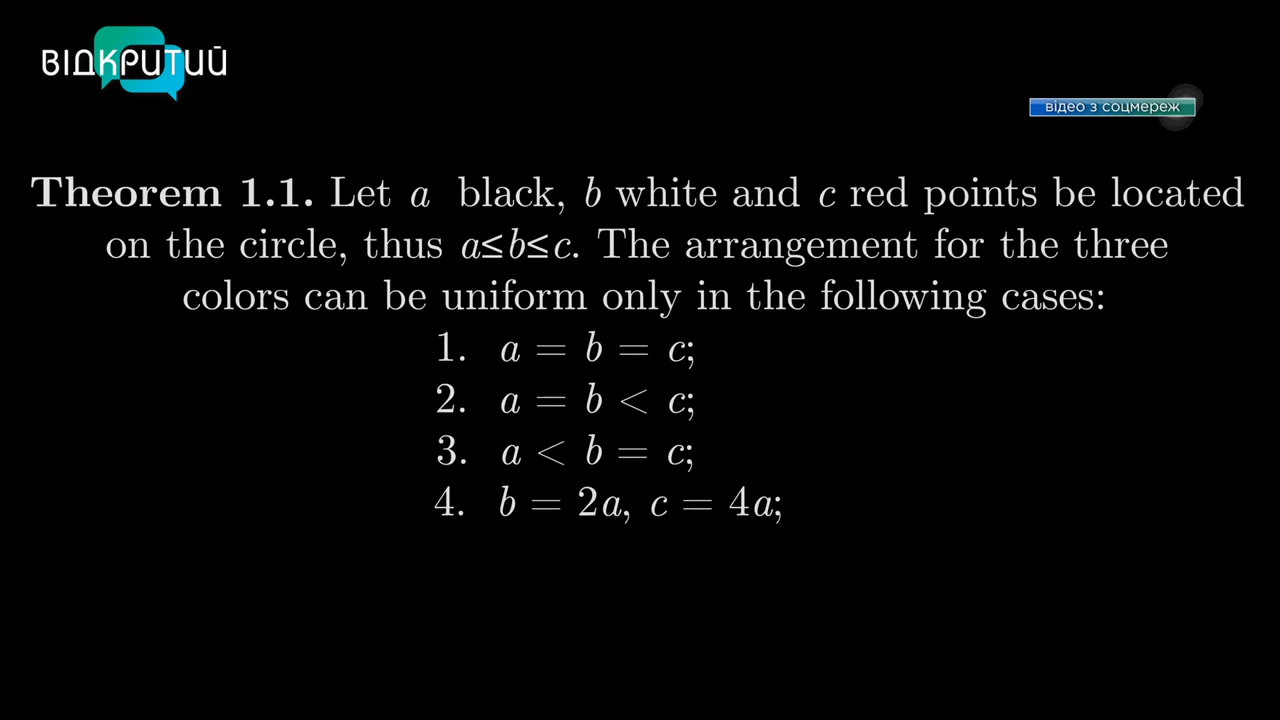 ВІДКРИТИЙ
відео з соцмереж
Theorem 1.1. Let a black, b white and c red points be located
on the circle, thus a≤b≤c. The arrangement for the three
colors can be uniform only in the following cases:
1. a = b = c;
2. a = b < c;
3. a < b = c;
4. b = 2a, c = 4a;